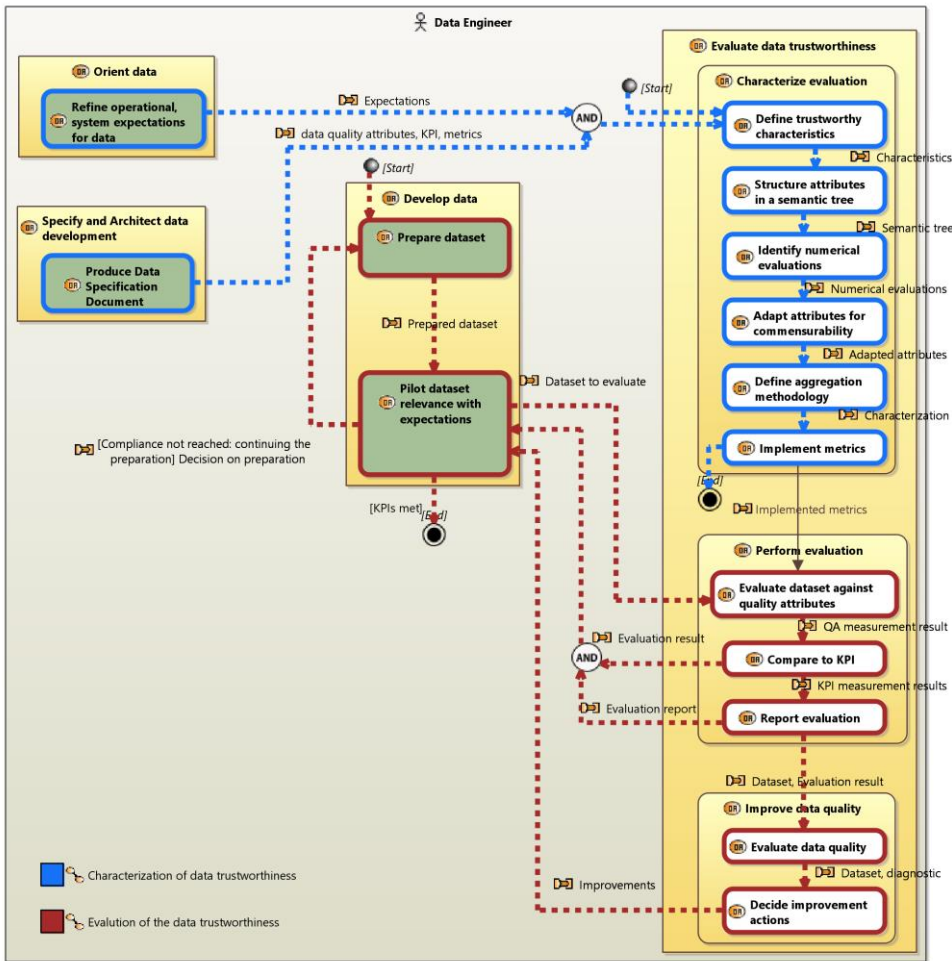 Data Engineer
Orient data
Refine operational,
system expectations
for data
Expectations
data quality attributes, KPI, metrics
AND
[Start]
Specify and Architect data
development
Produce Data
Specification
Document
[Start]
Develop data
Prepare dataset
Prepared dataset
Pilot dataset
relevance with
expectations
Dataset to evaluate
[Compliance not reached: continuing the
preparation] Decision on preparation
[KPIs met]
[End]
Evaluate data trustworthiness
Characterize evaluation
Define trustworthy
characteristics
Characteristics
Structure attributes
in a semantic tree
Semantic tree
Identify numerical
evaluations
Numerical evaluations
Adapt attributes for
commensurability
Adapted attributes
Define aggregation
methodology
Characterization
Implement metrics
[End]
Implemented metrics
Perform evaluation
Evaluate dataset against
quality attributes
QA measurement result
Evaluation result
AND
Compare to KPI
KPI measurement results
Evaluation report
Report evaluation
Dataset, Evaluation result
Improve data quality
Evaluate data quality
Dataset, diagnostic
Improvements
Decide improvement
actions
Characterization of data trustworthiness
Evalution of the data trustworthiness